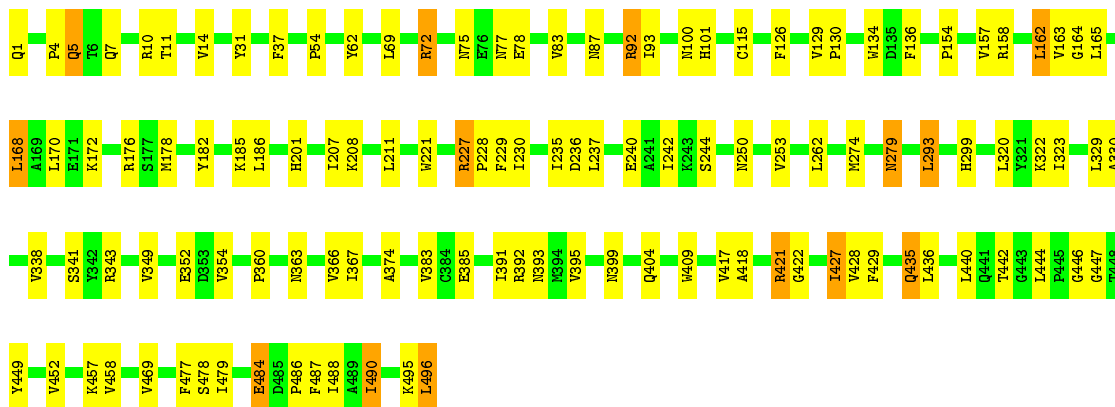 Q1 P4 Q5 T6 Q7 R10 T11 V14 Y31 F37 P54 Y62 L69 R72 N75 E76 N77 E78 V83 N87 R92 I93 N100 H101 C115 F126 V129 P130 W134 D135 F136 P154 V157 R158 L162 V163 G164 L165
L168 A169 L170 E171 K172 R176 S177 M178 Y182 K185 L186 H201 I207 K208 L211 W221 R227 P228 F229 I230 I235 D236 L237 E240 A241 I242 K243 S244 N250 V253 L262 M274 N279 L293 H299 L320 Y321 K322 I323 L329 A330
V338 S341 Y342 R343 V349 E352 D353 V354 P360 N363 V366 I367 A374 V383 C384 E385 I391 R392 N393 M394 V395 N399 Q404 W409 V417 A418 R421 G422 I427 V428 F429 Q435 L436 L440 Q441 T442 G443 L444 P445 G446 G447 T448
Y449 V452 K457 V458 V469 F477 S478 I479 E484 D485 P486 F487 I488 A489 I490 K495 L496